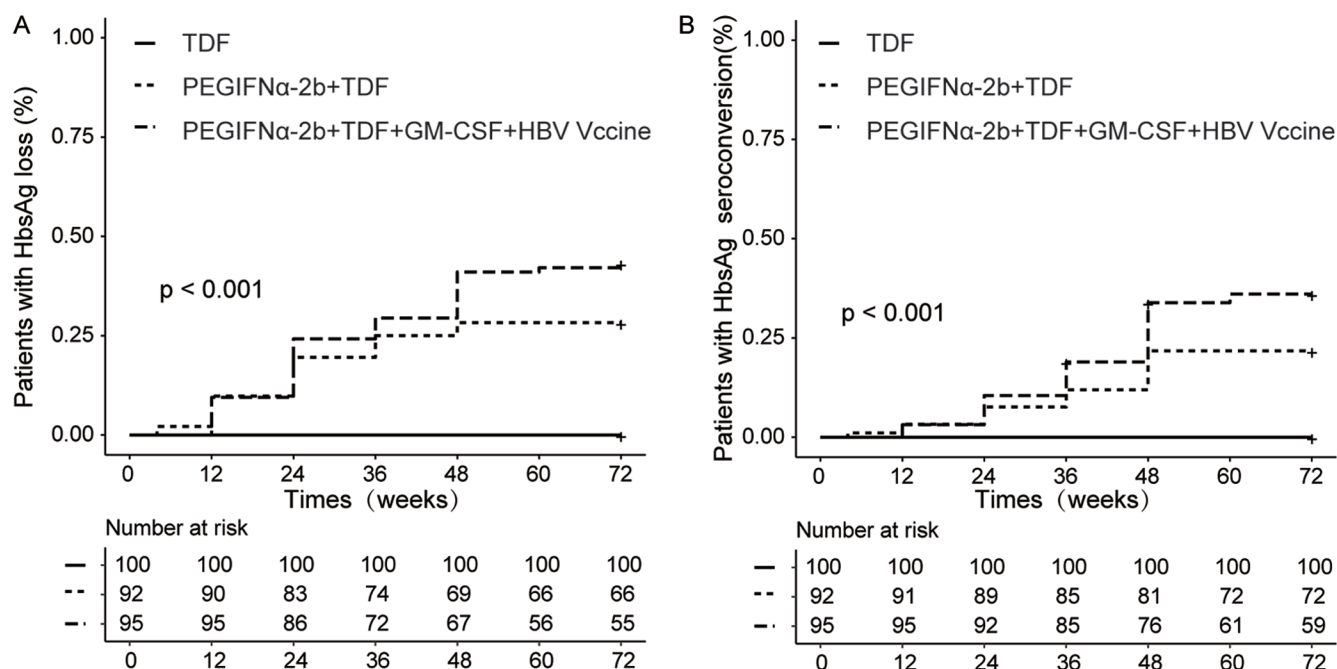 A
Patients with HbsAg loss (%)
1.00
0.75
0.50
0.25
0.00
TDF
PEGIFNα-2b+TDF
PEGIFNα-2b+TDF+GM-CSF+HBV Vccine
p < 0.001
0 12 24 36 48 60 72
Times（weeks）
Number at risk
100 100 100 100 100 100 100
92 90 83 74 69 66 66
95 95 86 72 67 56 55
0 12 24 36 48 60 72
B
Patients with HbsAg seroconversion(%)
1.00
0.75
0.50
0.25
0.00
TDF
PEGIFNα-2b+TDF
PEGIFNα-2b+TDF+GM-CSF+HBV Vccine
p < 0.001
0 12 24 36 48 60 72
Times（weeks）
Number at risk
100 100 100 100 100 100 100
92 91 89 85 81 72 72
95 95 92 85 76 61 59
0 12 24 36 48 60 72